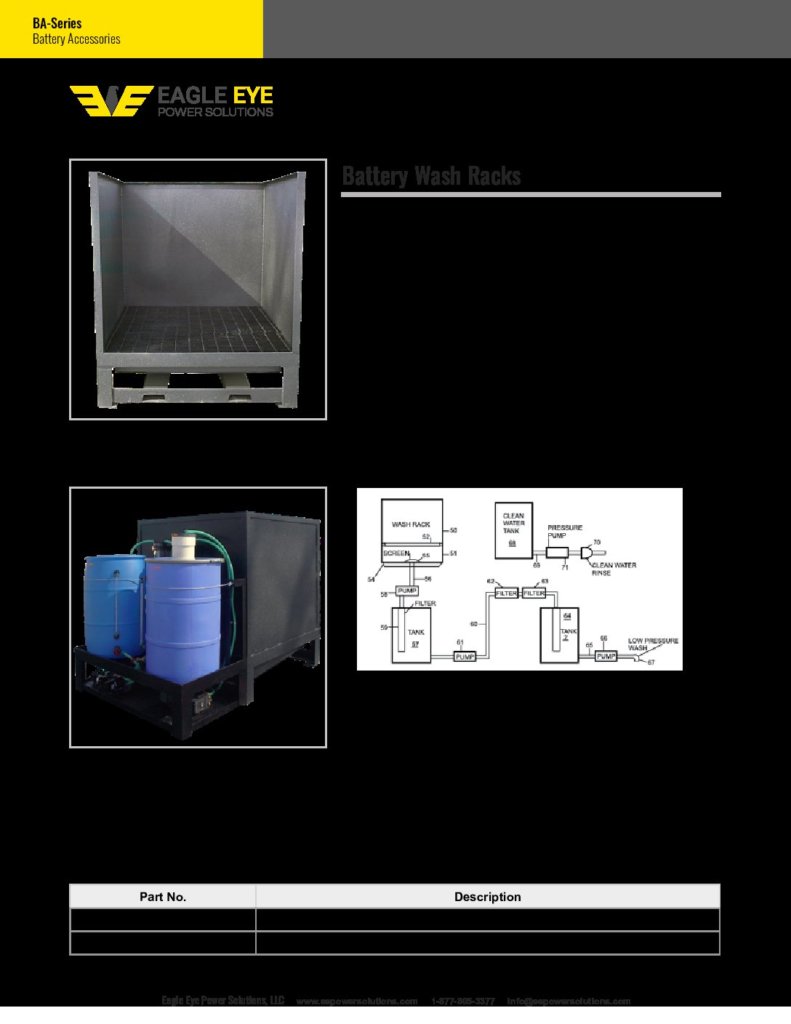 BA-Series
Battery Accessories
EAGLE EYE
POWER SOLUTIONS
Battery Wash Racks
WASH RACK
50
52
SCREEN
65
51
54
56
58
PUMP
FILTER
59
TANK
57
61
PUMP
60
62
63
FILTER
FILTER
64
TANK
65
66
PUMP
LOW PRESSURE
WASH
67
CLEAN
WATER
TANK
68
69
PRESSURE
PUMP
71
70
CLEAN WATER
RINSE
Part No. Description
Eagle Eye Power Solutions, LLC www.eepowersolutions.com 1-877-805-3377 info@eepowersolutions.com